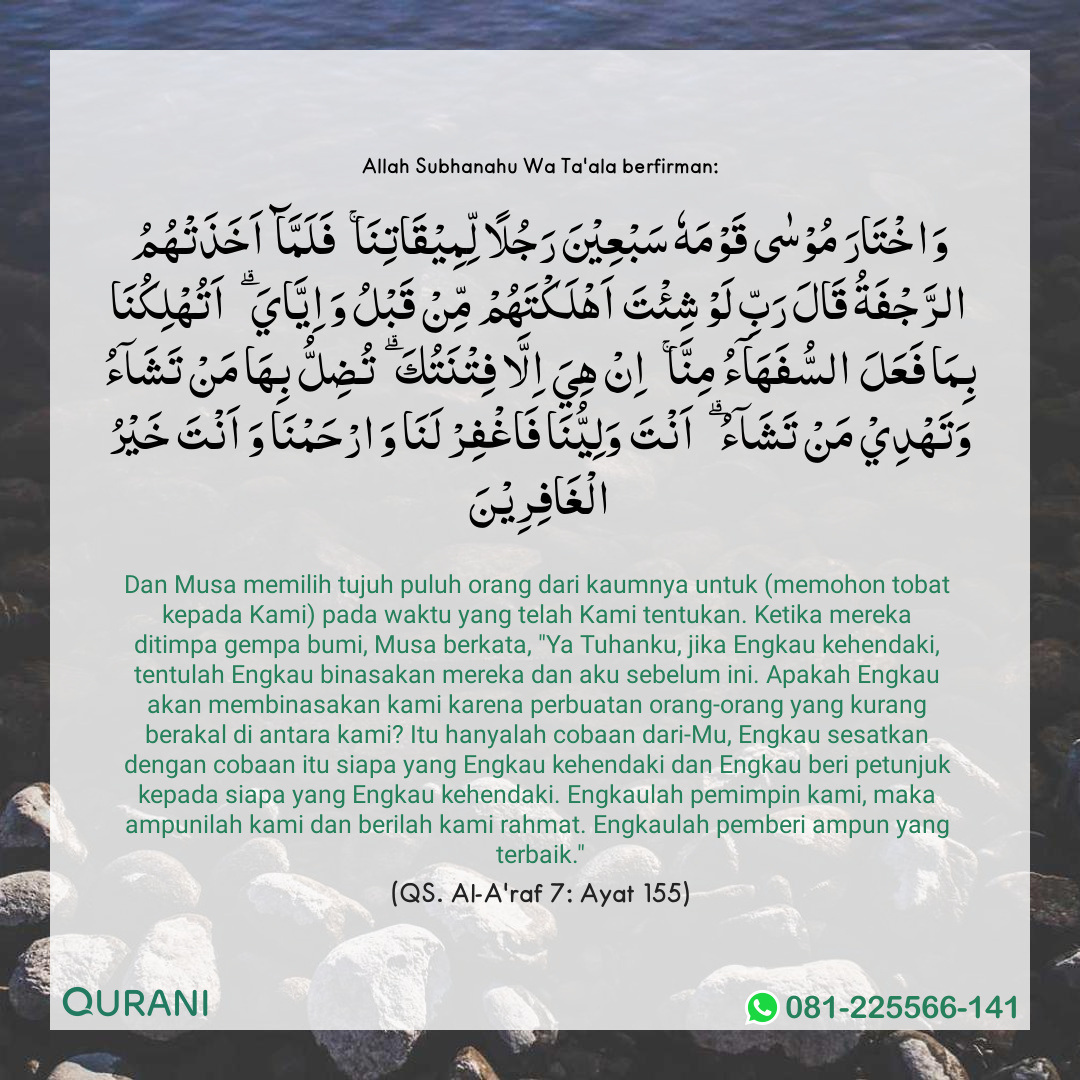 Allah Subhanahu Wa Ta'ala berfirman:
وَاخْتَارَ مُوْسٰى قَوْمَهٗ سَبْعِيْنَ رَجُلًا لِّمِيْقَاتِنَا ۚ فَلَمَّاۤ اَخَذَتْهُمُ
الرَّجْفَةُ قَالَ رَبِّ لَوْ شِئْتَ اَهْلَكْتَهُمْ مِّنْ قَبْلُ وَاِيَّايَ ۗ اَتُهْلِكُنَا
بِمَا فَعَلَ السُّفَهَآءُ مِنَّا ۚ اِنْ هِيَ اِلَّا فِتْنَتُكَ ۗ تُضِلُّ بِهَا مَنْ تَشَآءُ
وَتَهْدِيْ مَنْ تَشَآءُ ۗ اَنْتَ وَلِيُّنَا فَاغْفِرْ لَنَا وَارْحَمْنَا وَاَنْتَ خَيْرُ
الْغَافِرِيْنَ
Dan Musa memilih tujuh puluh orang dari kaumnya untuk (memohon tobat
kepada Kami) pada waktu yang telah Kami tentukan. Ketika mereka
ditimpa gempa bumi, Musa berkata, "Ya Tuhanku, jika Engkau kehendaki,
tentulah Engkau binasakan mereka dan aku sebelum ini. Apakah Engkau
akan membinasakan kami karena perbuatan orang-orang yang kurang
berakal di antara kami? Itu hanyalah cobaan dari-Mu, Engkau sesatkan
dengan cobaan itu siapa yang Engkau kehendaki dan Engkau beri petunjuk
kepada siapa yang Engkau kehendaki. Engkaulah pemimpin kami, maka
ampunilah kami dan berilah kami rahmat. Engkaulah pemberi ampun yang
terbaik."
(QS. Al-A'raf 7: Ayat 155)
QURANI
081-225566-141